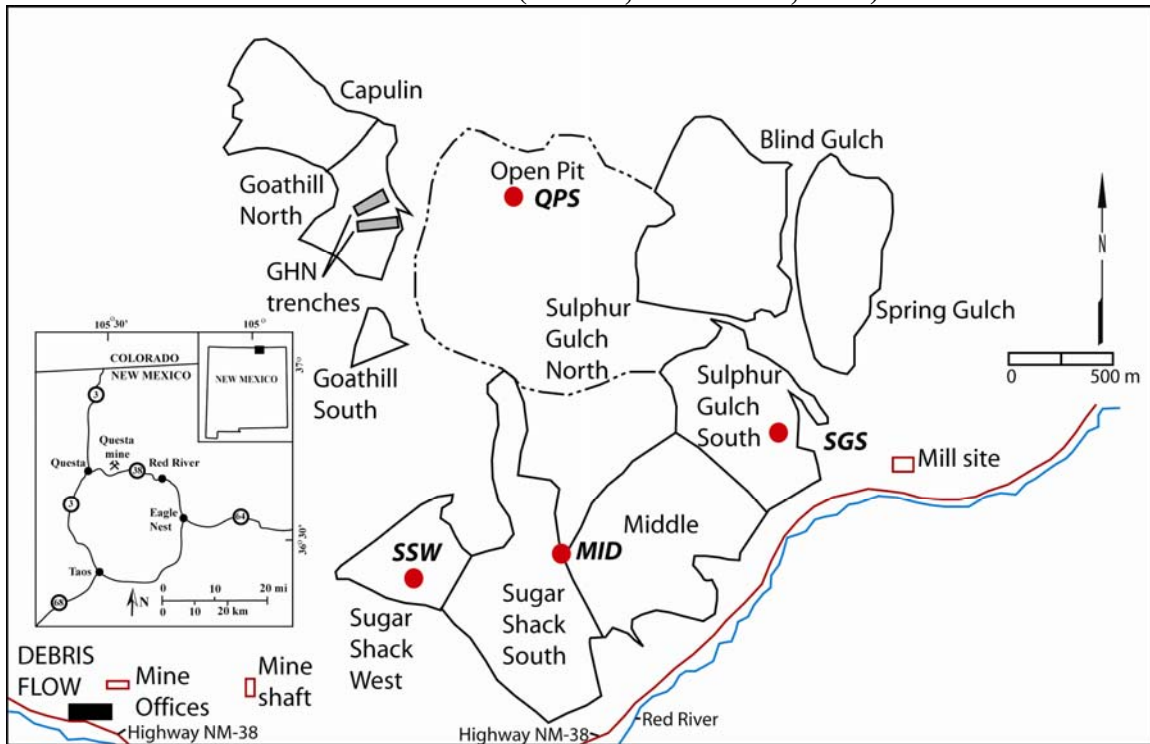 Capulin
Blind Gulch
Open Pit
QPS
Goathill
North
GHN
trenches
N
Spring Gulch
Sulphur
Gulch
North
0 500 m
Goathill
South
Sulphur
Gulch
South
SGS
Mill site
Middle
MID
SSW
Sugar
Shack
West
Sugar
Shack
South
105°30' 105°
COLORADO
NEW MEXICO
NEW MEXICO
37°
3
Questa
mine
Questa
38
Red River
3
Eagle
Nest
64
36°30'
Taos
68
N
0 10 20 mi
0 10 20 km
DEBRIS
FLOW
Mine
Offices
Mine
shaft
Highway NM-38
Highway NM-38
Red River